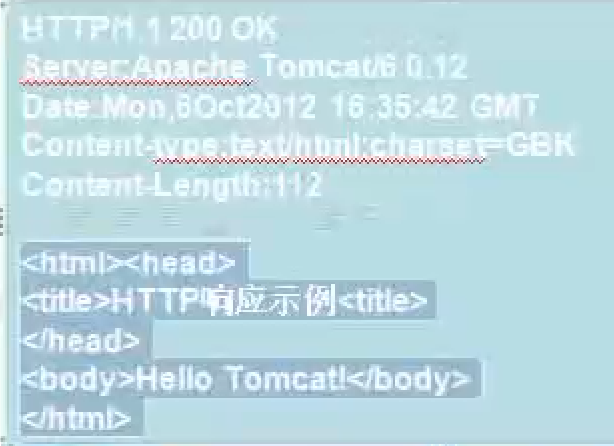 HTTP/1.1 200 OK
Server:Apache Tomcat/6.0.12
Date:Mon,6Oct2012 16:35:42 GMT
Content-type:text/html;charset=GBK
Content-Length:112
<html><head>
<title>HTTP响应示例<title>
</head>
<body>Hello Tomcat!</body>
</html>